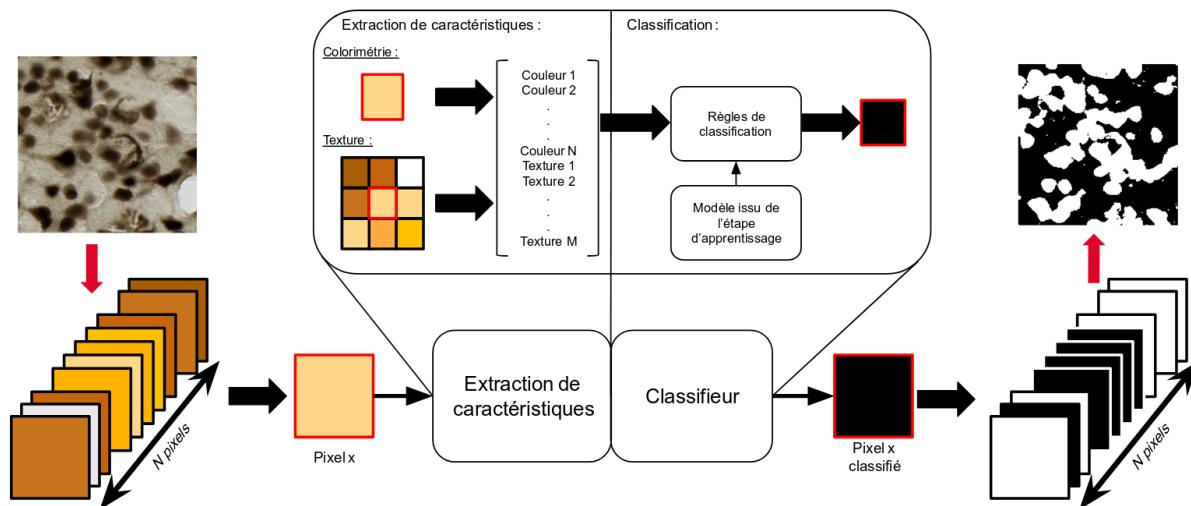 Extraction de caractéristiques :
Colorimétrie :
Texture :
Couleur 1
Couleur 2
.
.
.
Couleur N
Texture 1
Texture 2
.
.
.
Texture M
Classification :
Règles de
classification
Modèle issu de
l'étape
d'apprentissage
N pixels
Pixel x
Extraction de
caractéristiques
Classifieur
Pixel x
classifié
N pixels